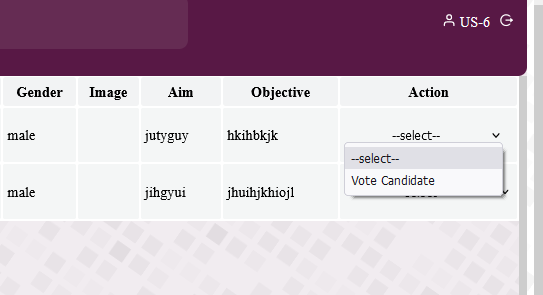 US-6
Gender Image Aim Objective Action
male jutyguy hkihbkjk --select--
--select--
Vote Candidate
male jihgyui jhuihjkhiojl